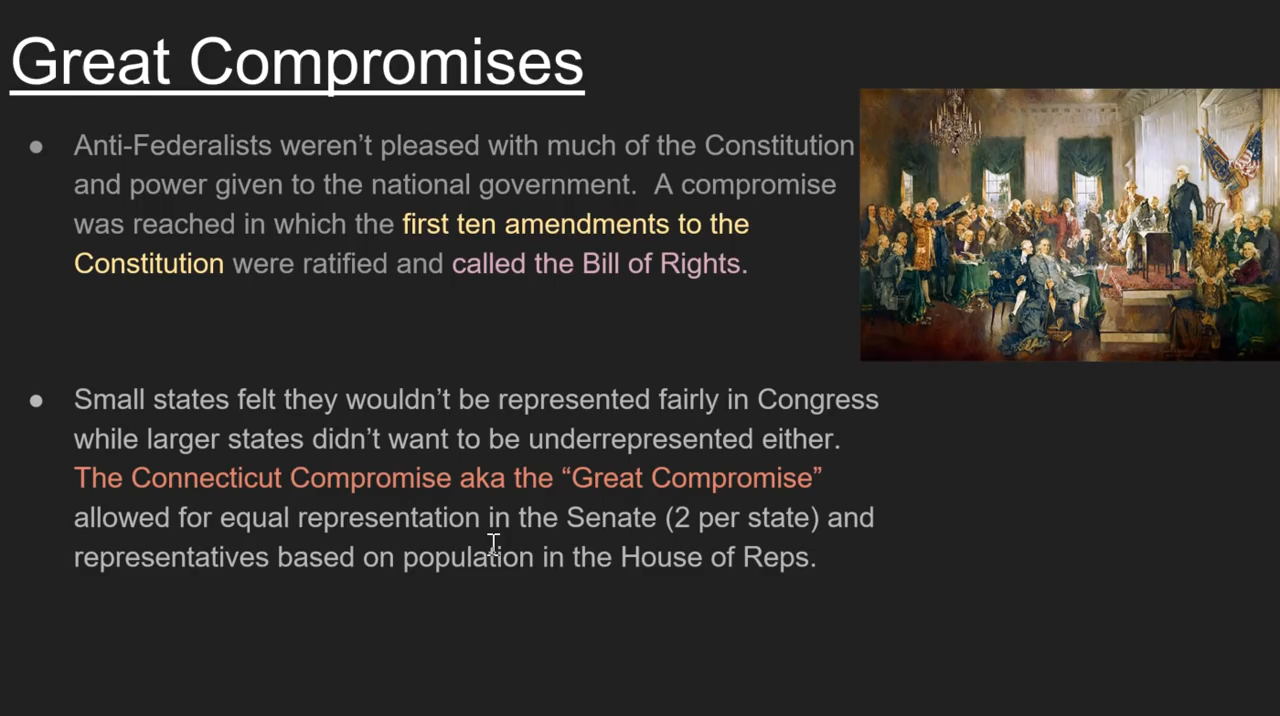 Great Compromises
● Anti-Federalists weren’t pleased with much of the Constitution
and power given to the national government.  A compromise
was reached in which the first ten amendments to the
Constitution were ratified and called the Bill of Rights.
● Small states felt they wouldn’t be represented fairly in Congress
while larger states didn’t want to be underrepresented either.
The Connecticut Compromise aka the “Great Compromise”
allowed for equal representation in the Senate (2 per state) and
representatives based on population in the House of Reps.